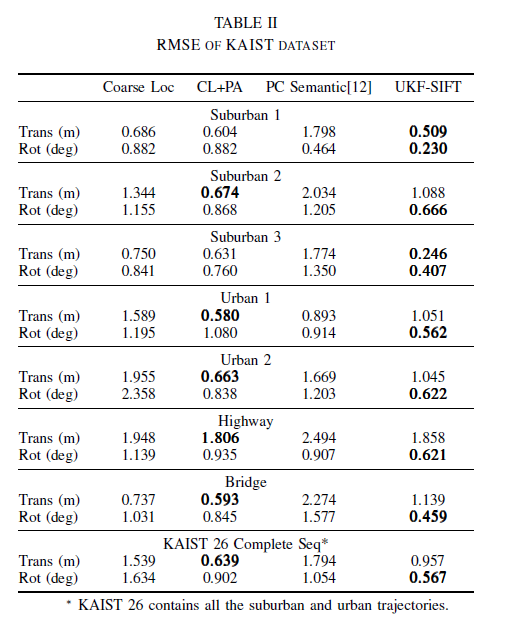 TABLE II
RMSE OF KAIST DATASET
Coarse Loc CL+PA PC Semantic[12] UKF-SIFT
Suburban 1
Trans (m) 0.686 0.604 1.798 0.509
Rot (deg) 0.882 0.882 0.464 0.230
Suburban 2
Trans (m) 1.344 0.674 2.034 1.088
Rot (deg) 1.155 0.868 1.205 0.666
Suburban 3
Trans (m) 0.750 0.631 1.774 0.246
Rot (deg) 0.841 0.760 1.350 0.407
Urban 1
Trans (m) 1.589 0.580 0.893 1.051
Rot (deg) 1.195 1.080 0.914 0.562
Urban 2
Trans (m) 1.955 0.663 1.669 1.045
Rot (deg) 2.358 0.838 1.203 0.622
Highway
Trans (m) 1.948 1.806 2.494 1.858
Rot (deg) 1.139 0.935 0.907 0.621
Bridge
Trans (m) 0.737 0.593 2.274 1.139
Rot (deg) 1.031 0.845 1.577 0.459
KAIST 26 Complete Seq*
Trans (m) 1.539 0.639 1.794 0.957
Rot (deg) 1.634 0.902 1.054 0.567
* KAIST 26 contains all the suburban and urban trajectories.